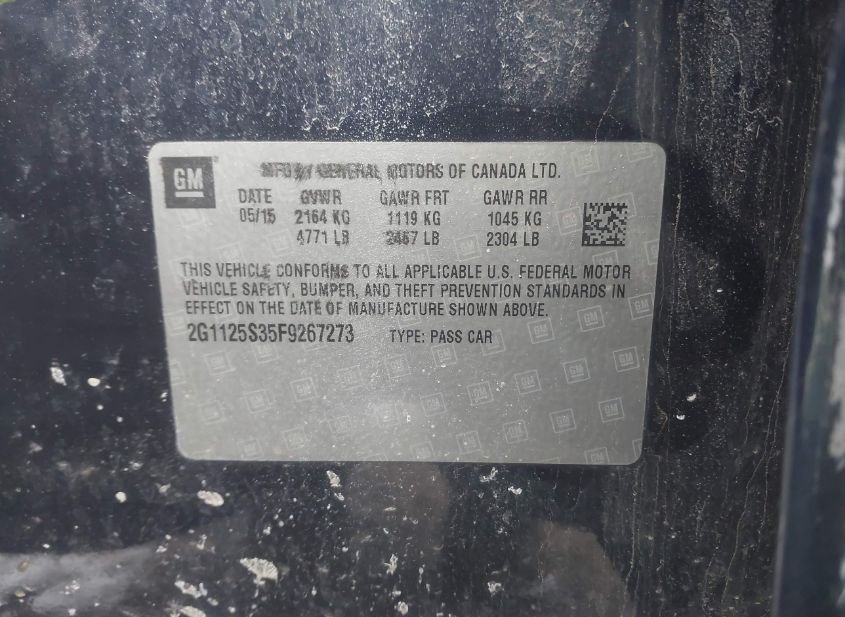 GM
MFD BY GENERAL MOTORS OF CANADA LTD.
DATE GVWR GAWR FRT GAWR RR
05/15 2164 KG 1119 KG 1045 KG
4771 LB 2467 LB 2304 LB
THIS VEHICLE CONFORMS TO ALL APPLICABLE U.S. FEDERAL MOTOR
VEHICLE SAFETY, BUMPER, AND THEFT PREVENTION STANDARDS IN
EFFECT ON THE DATE OF MANUFACTURE SHOWN ABOVE.
2G1125S35F9267273 TYPE: PASS CAR